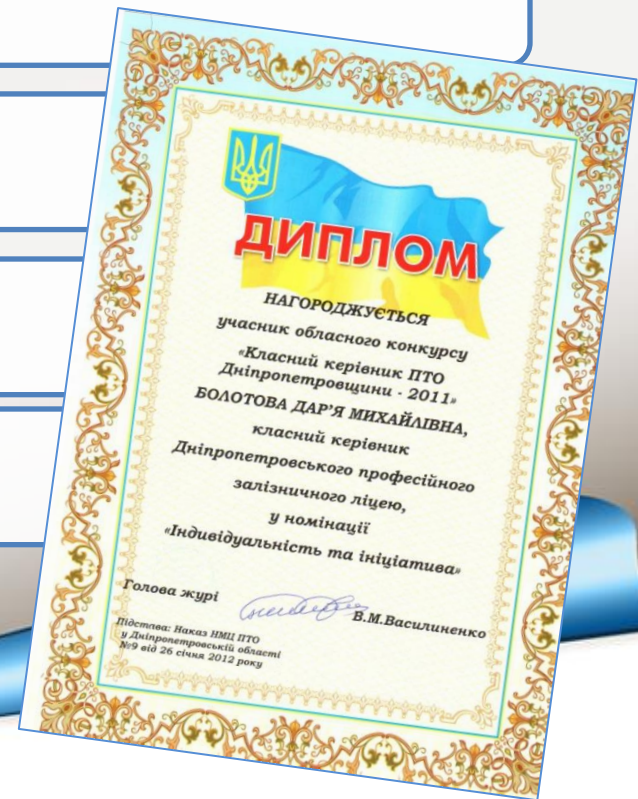 ДИПЛОМ
НАГОРОДЖУЄТЬСЯ
учасник обласного конкурсу
«Класний керівник ПТО
Дніпропетровщини - 2011»
БОЛОТОВА ДАР’Я МИХАЙЛІВНА,
класний керівник
Дніпропетровського професійного
залізничного ліцею,
у номінації
«Індивідуальність та ініціатива»
Голова журі
В.М.Василиненко
Підстава: Наказ НМЦ ПТО
у Дніпропетровській області
№9 від 26 січня 2012 року